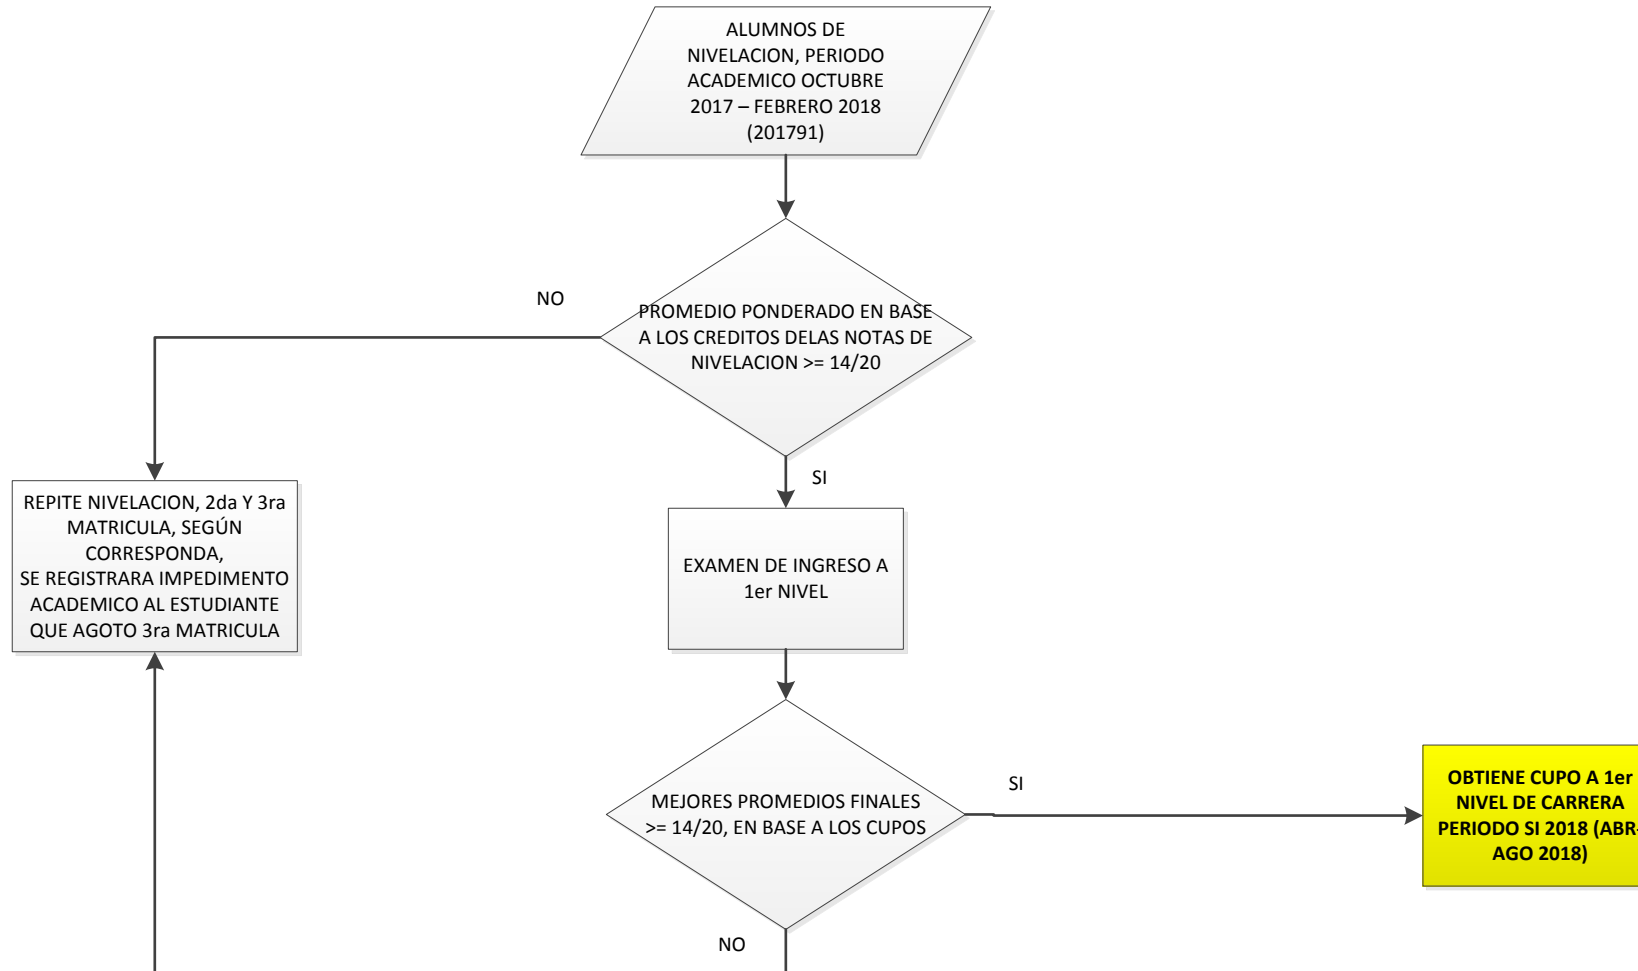 ALUMNOS DE
NIVELACION, PERIODO
ACADEMICO OCTUBRE
2017 – FEBRERO 2018
(201791)
NO
PROMEDIO PONDERADO EN BASE
A LOS CREDITOS DELAS NOTAS DE
NIVELACION >= 14/20
SI
REPITE NIVELACION, 2da Y 3ra
MATRICULA, SEGÚN
CORRESPONDA,
SE REGISTRARA IMPEDIMENTO
ACADEMICO AL ESTUDIANTE
QUE AGOTO 3ra MATRICULA
EXAMEN DE INGRESO A
1er NIVEL
MEJORES PROMEDIOS FINALES
>= 14/20, EN BASE A LOS CUPOS
SI
OBTIENE CUPO A 1er
NIVEL DE CARRERA
PERIODO SI 2018 (ABR-
AGO 2018)
NO